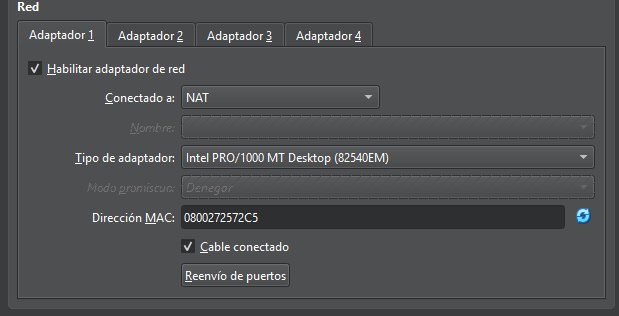 Red
Adaptador 1 Adaptador 2 Adaptador 3 Adaptador 4
Habilitar adaptador de red
Conectado a: NAT
Nombre:
Tipo de adaptador: Intel PRO/1000 MT Desktop (82540EM)
Modo promiscuo: Denegar
Dirección MAC: 0800272572C5
Cable conectado
Reenvío de puertos